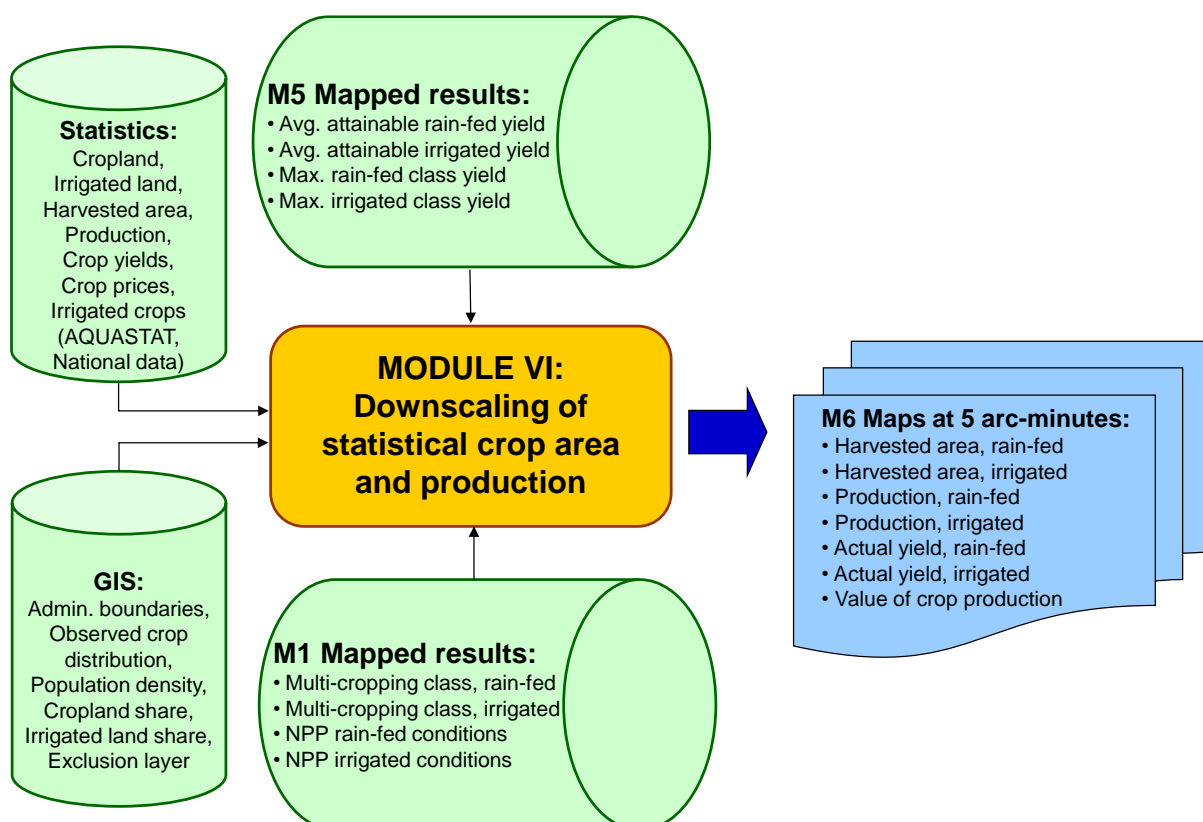 Statistics:
Cropland,
Irrigated land,
Harvested area,
Production,
Crop yields,
Crop prices,
Irrigated crops
(AQUASTAT,
National data)
M5 Mapped results:
• Avg. attainable rain-fed yield
• Avg. attainable irrigated yield
• Max. rain-fed class yield
• Max. irrigated class yield
MODULE VI:
Downscaling of
statistical crop area
and production
M6 Maps at 5 arc-minutes:
• Harvested area, rain-fed
• Harvested area, irrigated
• Production, rain-fed
• Production, irrigated
• Actual yield, rain-fed
• Actual yield, irrigated
• Value of crop production
GIS:
Admin. boundaries,
Observed crop
distribution,
Population density,
Cropland share,
Irrigated land share,
Exclusion layer
M1 Mapped results:
• Multi-cropping class, rain-fed
• Multi-cropping class, irrigated
• NPP rain-fed conditions
• NPP irrigated conditions